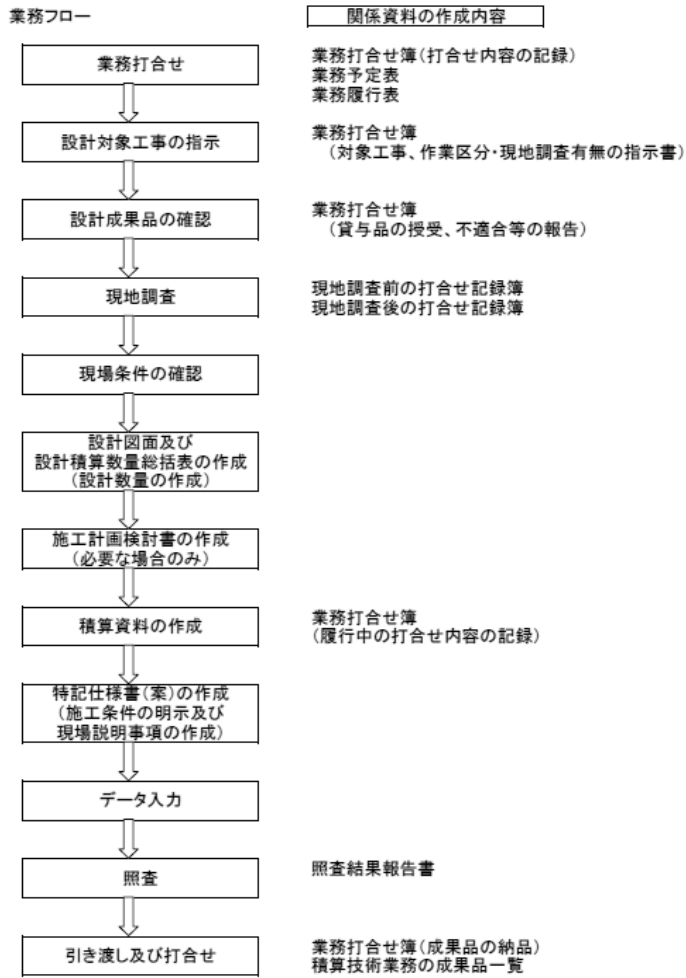 業務フロー
関係資料の作成内容
業務打合せ
業務打合せ簿(打合せ内容の記録)
業務予定表
業務履行表
設計対象工事の指示
業務打合せ簿
(対象工事、作業区分・現地調査有無の指示書)
設計成果品の確認
業務打合せ簿
(貸与品の授受、不適合等の報告)
現地調査
現地調査前の打合せ記録簿
現地調査後の打合せ記録簿
現場条件の確認
設計図面及び
設計積算数量総括表の作成
(設計数量の作成)
施工計画検討書の作成
(必要な場合のみ)
積算資料の作成
業務打合せ簿
(履行中の打合せ内容の記録)
特記仕様書(案)の作成
(施工条件の明示及び
現場説明事項の作成)
データ入力
照査
照査結果報告書
引き渡し及び打合せ
業務打合せ簿(成果品の納品)
積算技術業務の成果品一覧